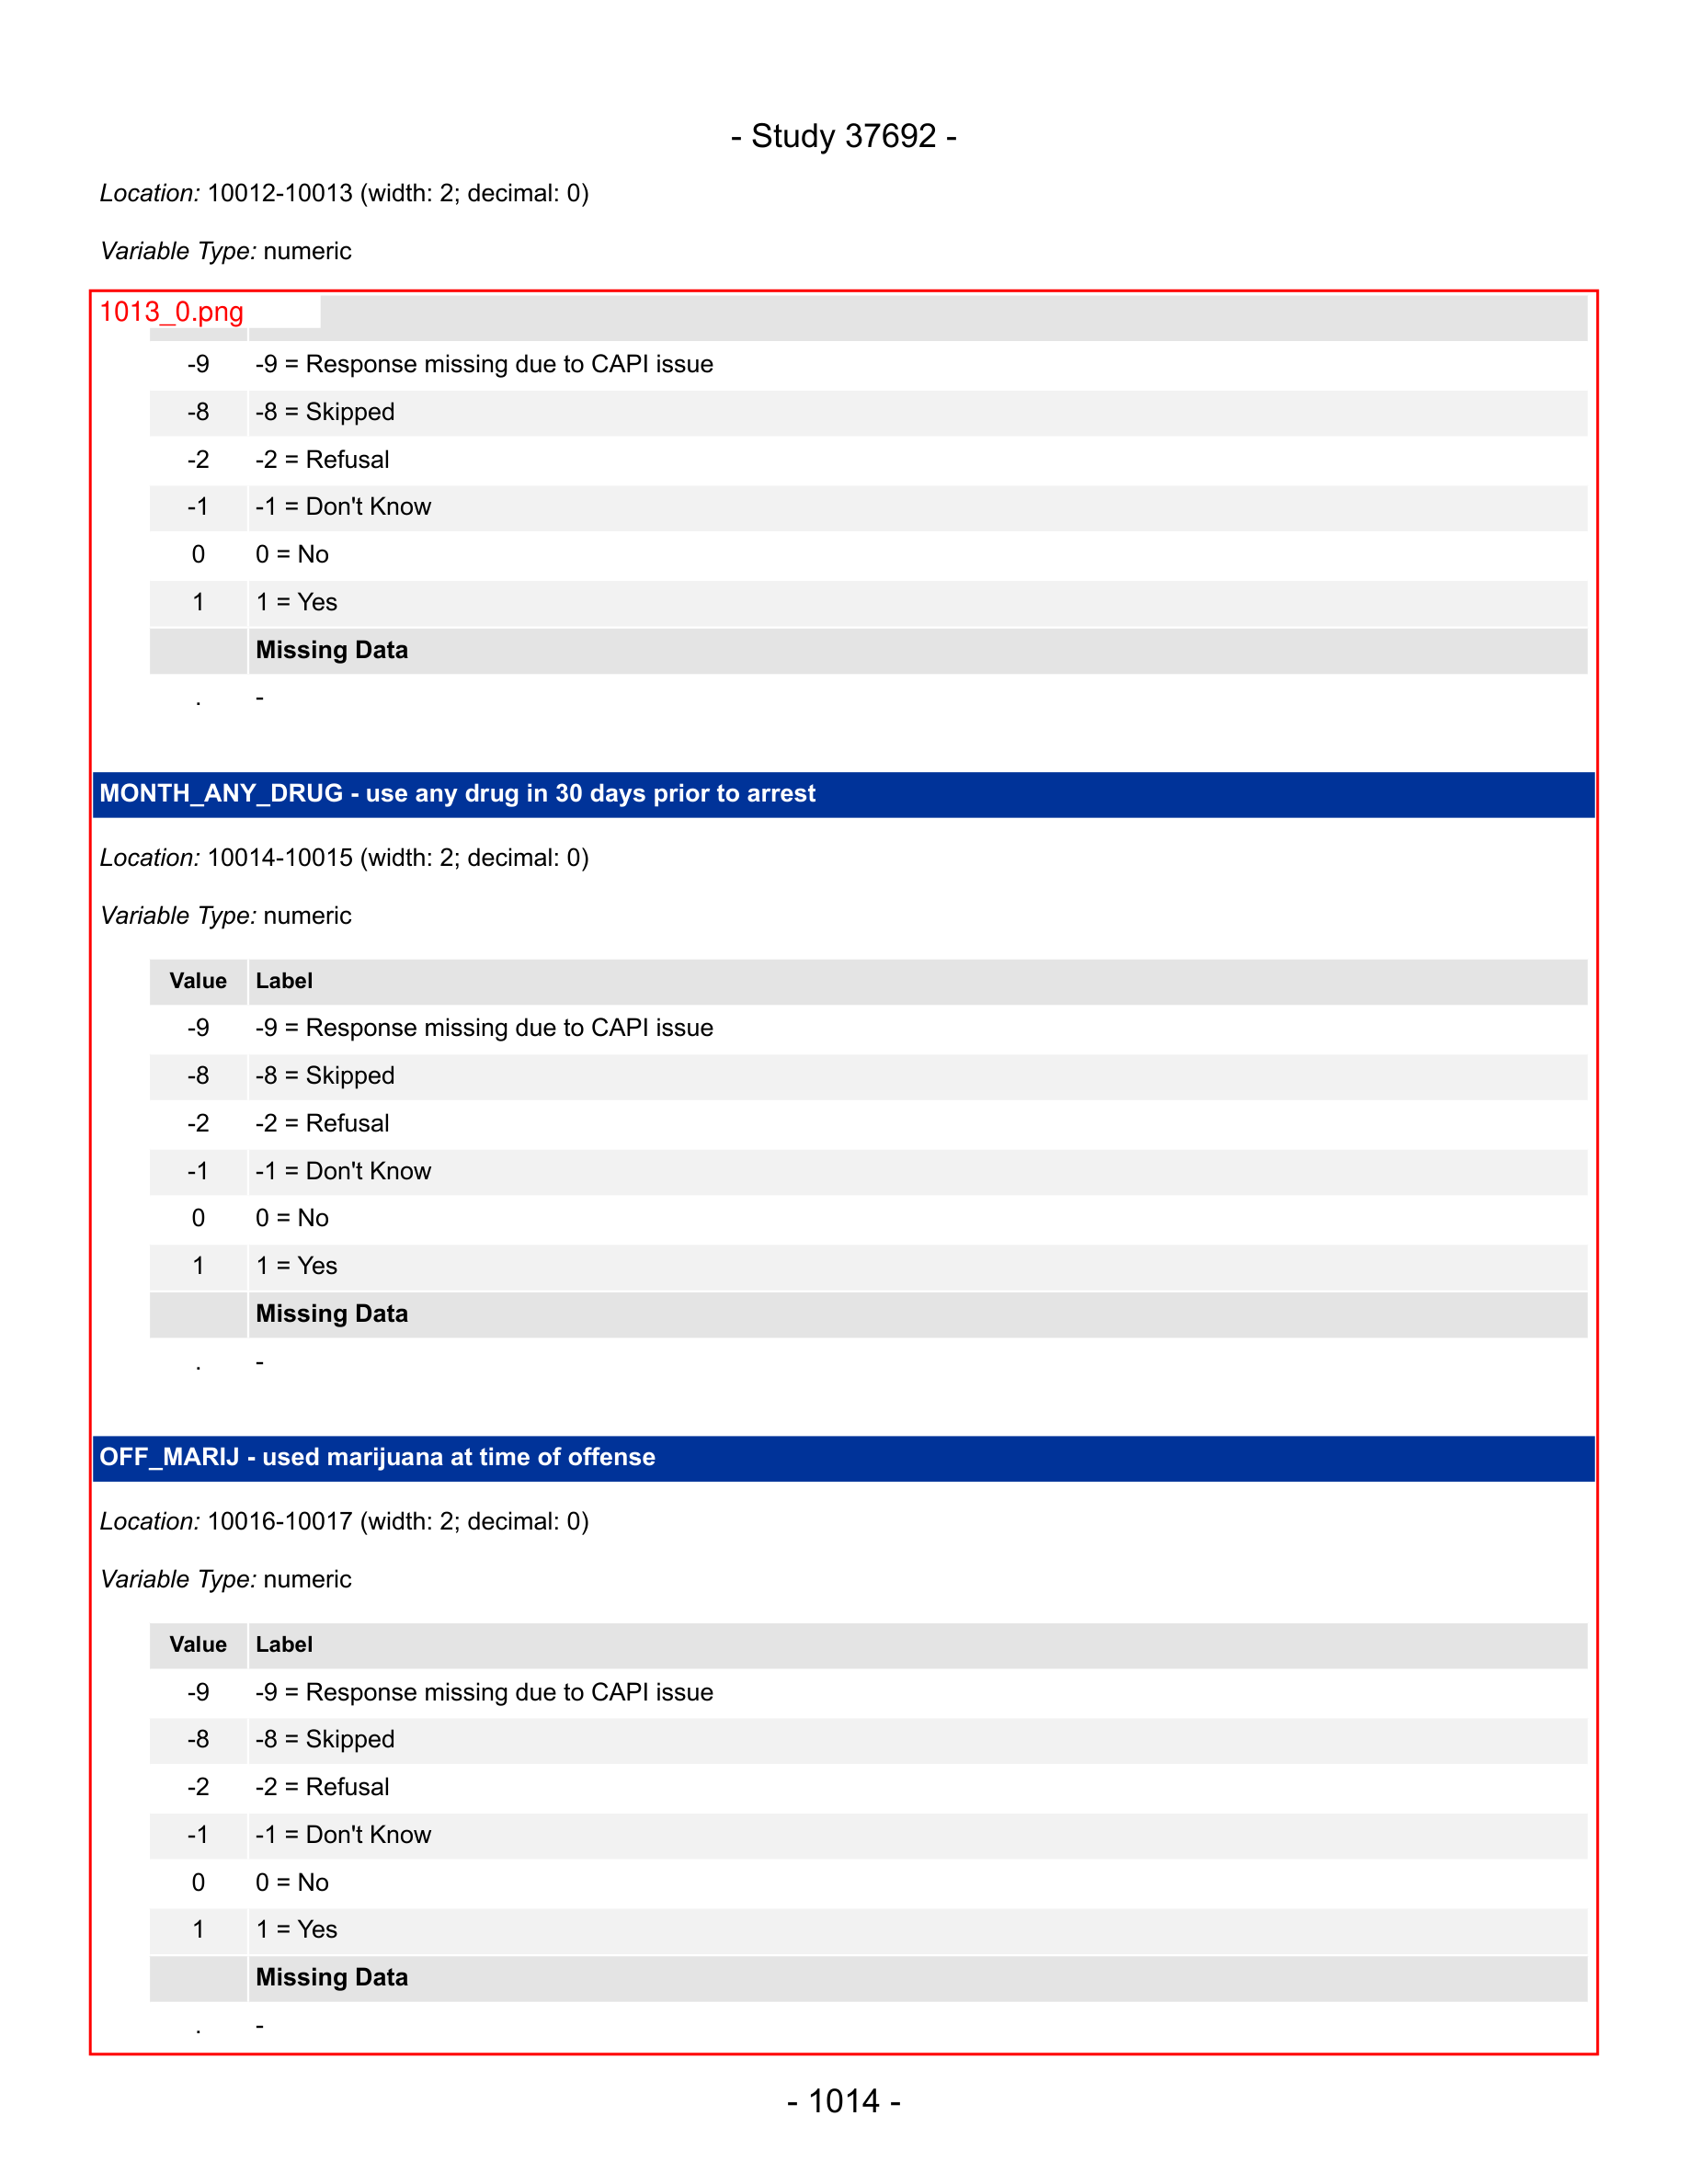 - Study 37692 -
Location: 10012-10013 (width: 2; decimal: 0)
Variable Type: numeric
1013_0.png
-9 -9 = Response missing due to CAPI issue
-8 -8 = Skipped
-2 -2 = Refusal
-1 -1 = Don't Know
0 0 = No
1 1 = Yes
Missing Data
. -
MONTH_ANY_DRUG - use any drug in 30 days prior to arrest
Location: 10014-10015 (width: 2; decimal: 0)
Variable Type: numeric
Value Label
-9 -9 = Response missing due to CAPI issue
-8 -8 = Skipped
-2 -2 = Refusal
-1 -1 = Don't Know
0 0 = No
1 1 = Yes
Missing Data
. -
OFF_MARIJ - used marijuana at time of offense
Location: 10016-10017 (width: 2; decimal: 0)
Variable Type: numeric
Value Label
-9 -9 = Response missing due to CAPI issue
-8 -8 = Skipped
-2 -2 = Refusal
-1 -1 = Don't Know
0 0 = No
1 1 = Yes
Missing Data
. -
- 1014 -